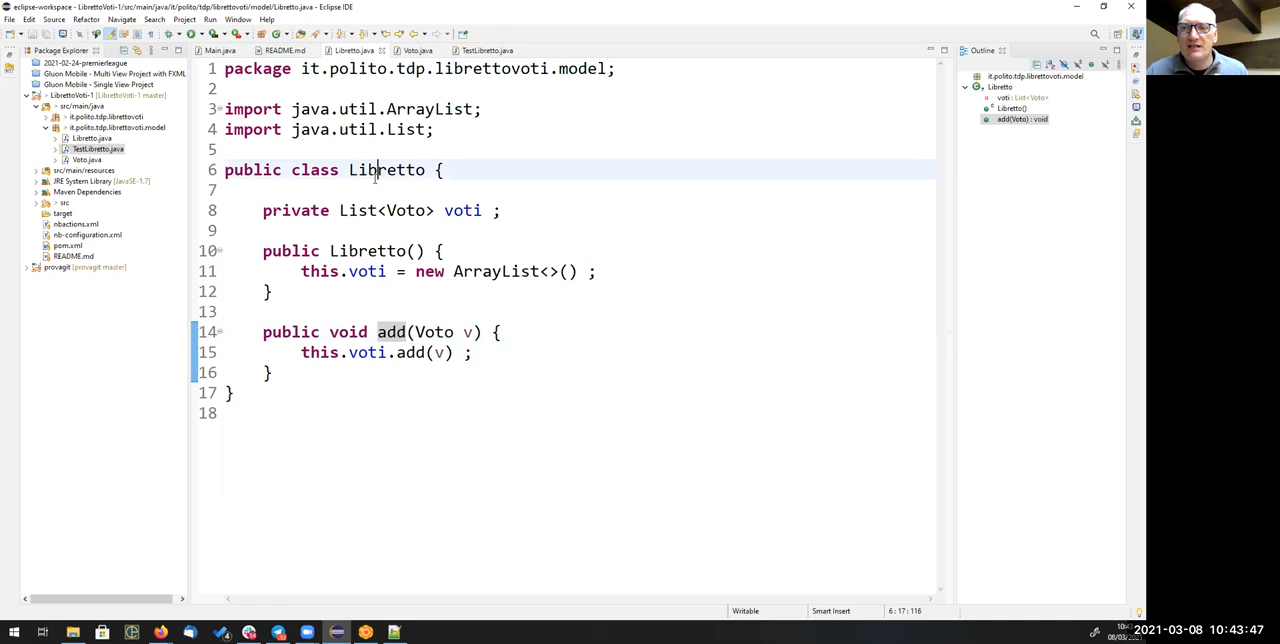 eclipse-workspace - LibrettoVoti-1/src/main/java/it/polito/tdp/librettovoti/model/Libretto.java - Eclipse IDE
File Edit Source Refactor Navigate Search Project Run Window Help
Package Explorer
Main.java
README.md
Libretto.java
Voto.java
TestLibretto.java
Outline
2021-02-24-premierleague
Gluon Mobile - Multi View Project with FXML
Gluon Mobile - Single View Project
LibrettoVoti-1 [LibrettoVoti-1 master]
src/main/java
it.polito.tdp.librettovoti
it.polito.tdp.librettovoti.model
Libretto.java
TestLibretto.java
Voto.java
src/main/resources
JRE System Library [JavaSE-1.7]
Maven Dependencies
src
target
nbactions.xml
nb-configuration.xml
pom.xml
README.md
provagit [provagit master]
1 package it.polito.tdp.librettovoti.model;
2
3 import java.util.ArrayList;
4 import java.util.List;
5
6 public class Libretto {
7
8 private List<Voto> voti ;
9
10 public Libretto() {
11 this.voti = new ArrayList<>() ;
12 }
13
14 public void add(Voto v) {
15 this.voti.add(v) ;
16 }
17 }
18
it.polito.tdp.librettovoti.model
Libretto
voti : List<Voto>
Libretto()
add(Voto) : void
Writable
Smart Insert
6 : 17 : 116
08/03/2021
2021-03-08 10:43:47